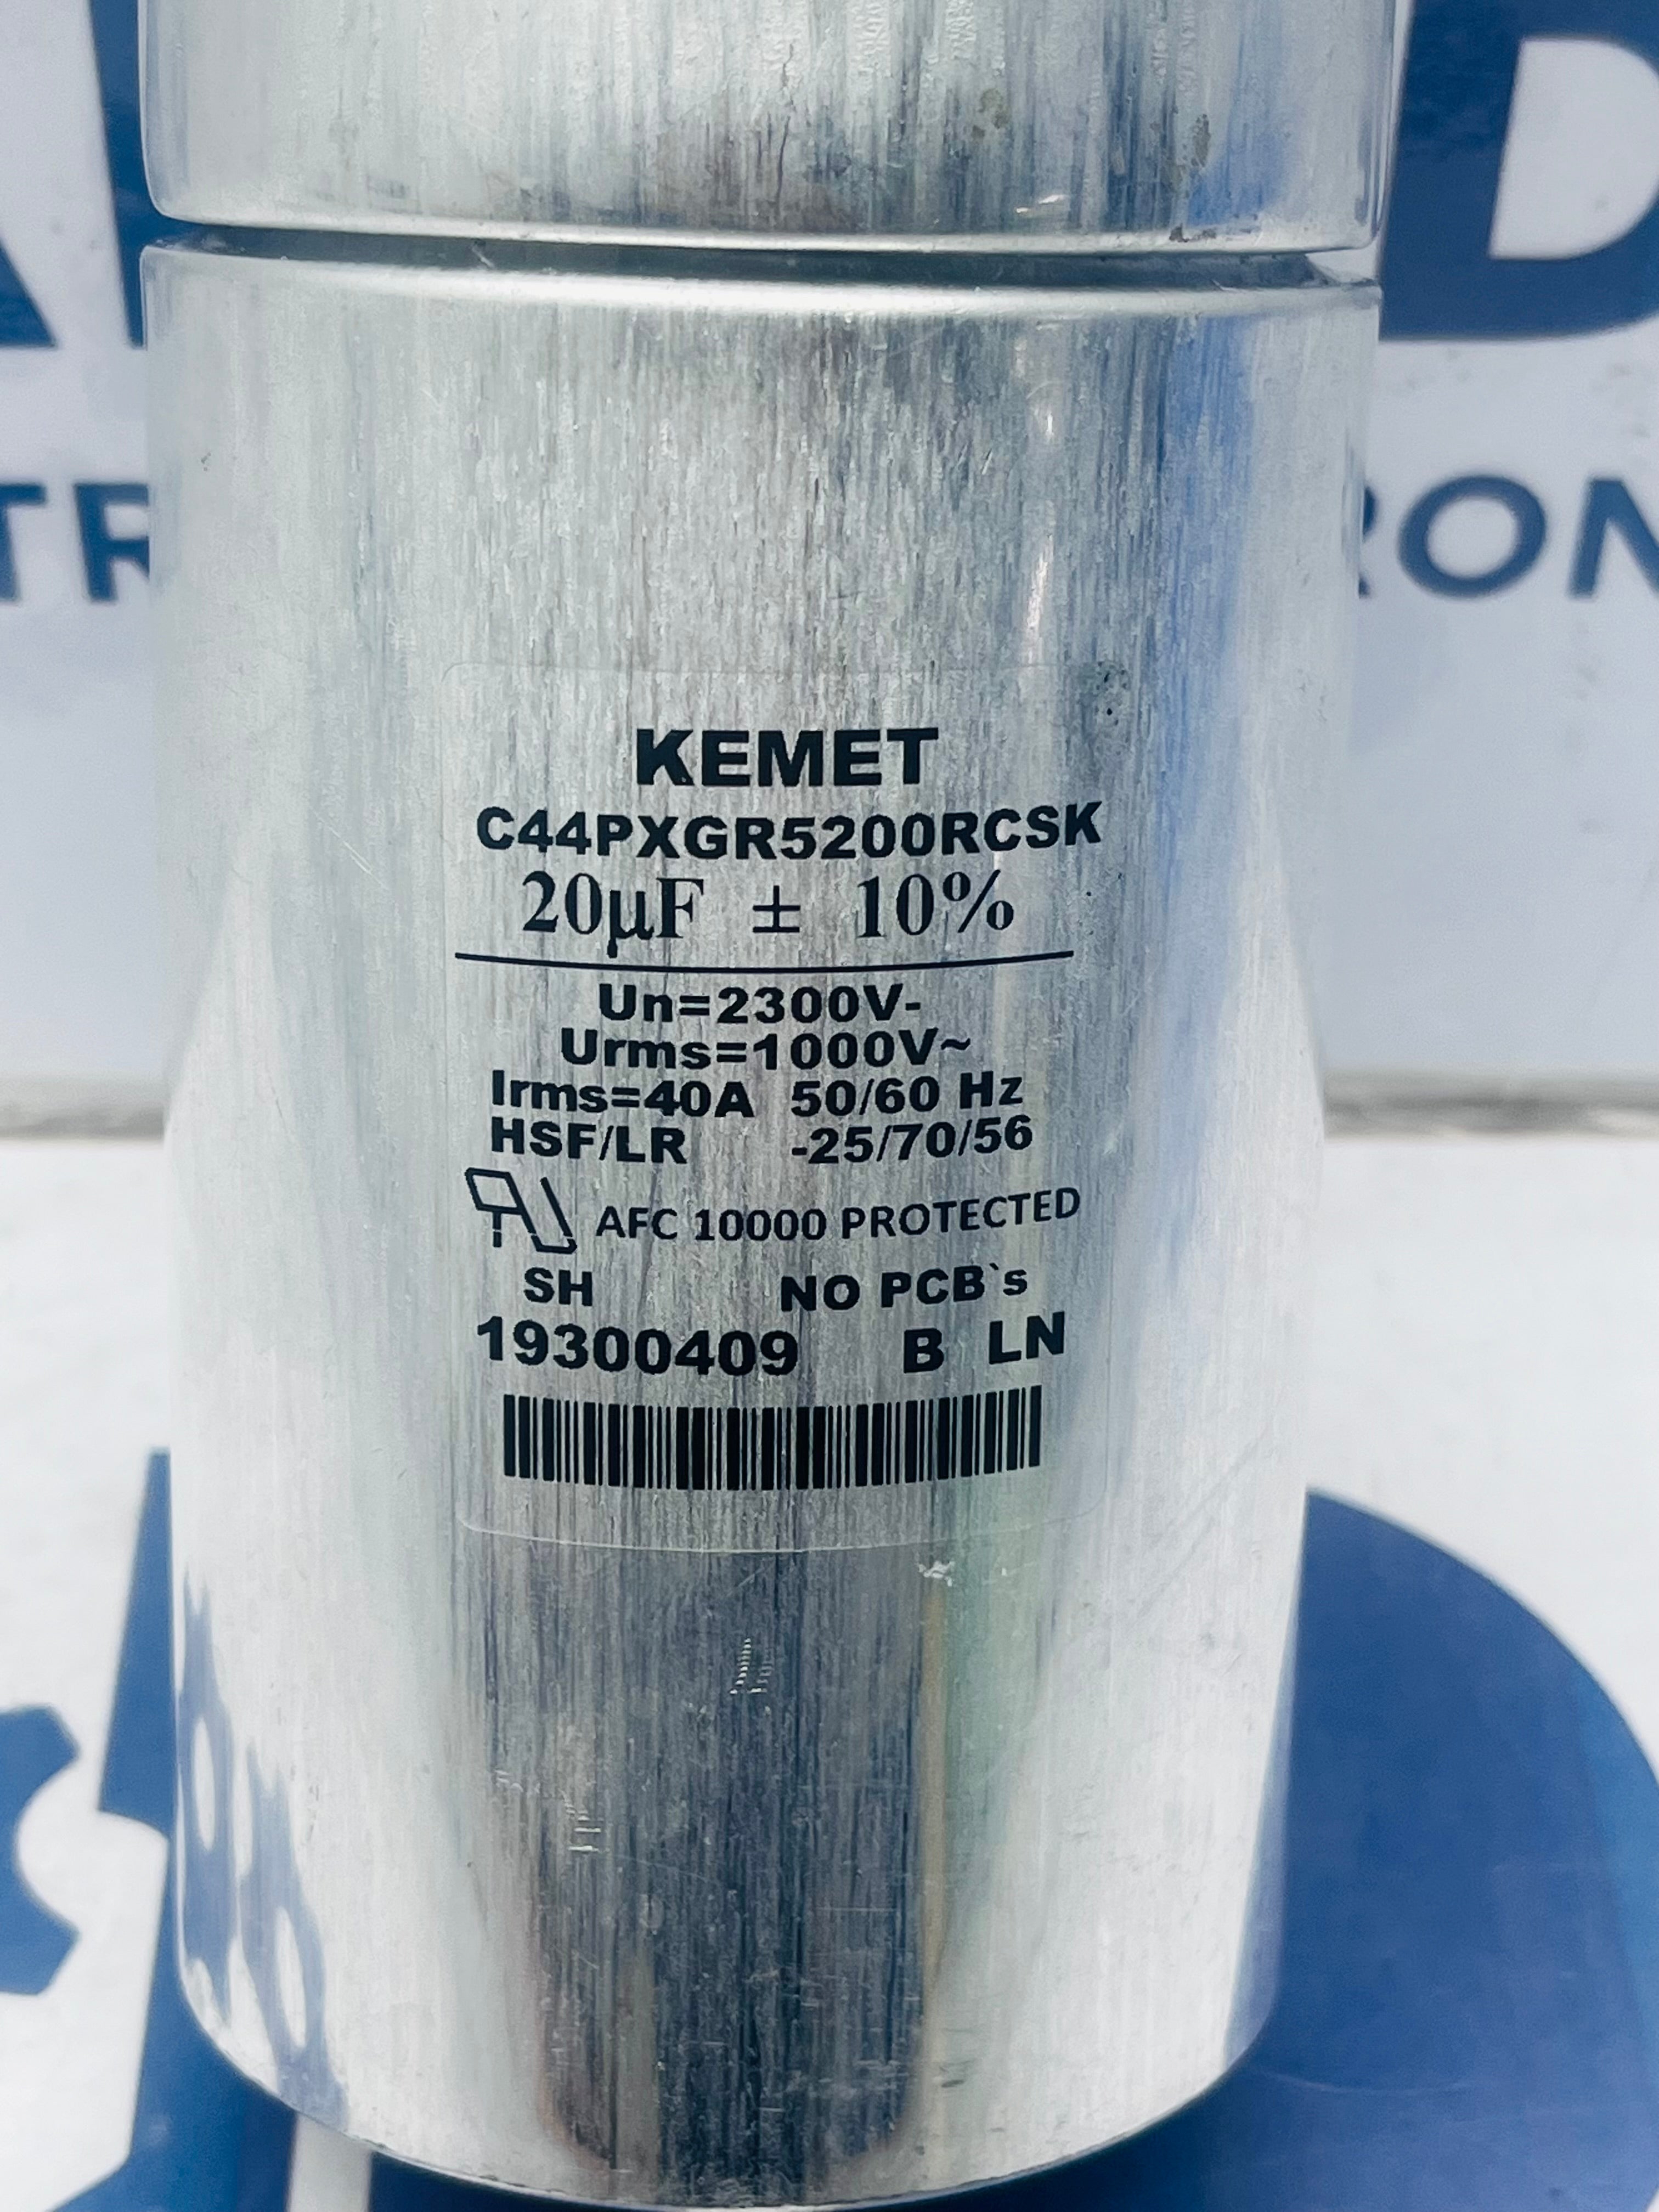 KEMET
C44PXGR5200RCSK
20µF ± 10%
Un=2300V-
Urms=1000V~
Irms=40A 50/60 Hz
HSF/LR -25/70/56
AFC 10000 PROTECTED
SH NO PCB`s
19300409 B LN